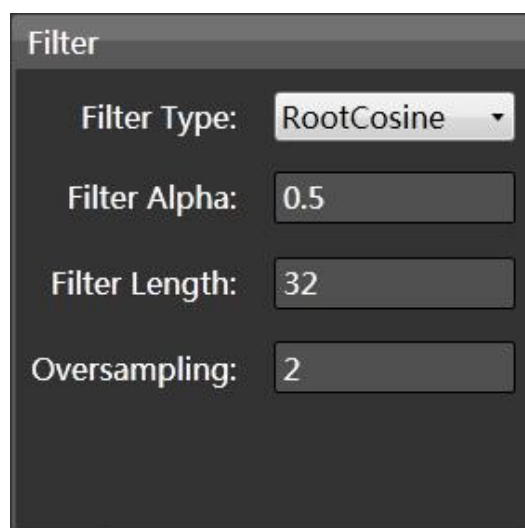 Filter
Filter Type: RootCosine
Filter Alpha: 0.5
Filter Length: 32
Oversampling: 2